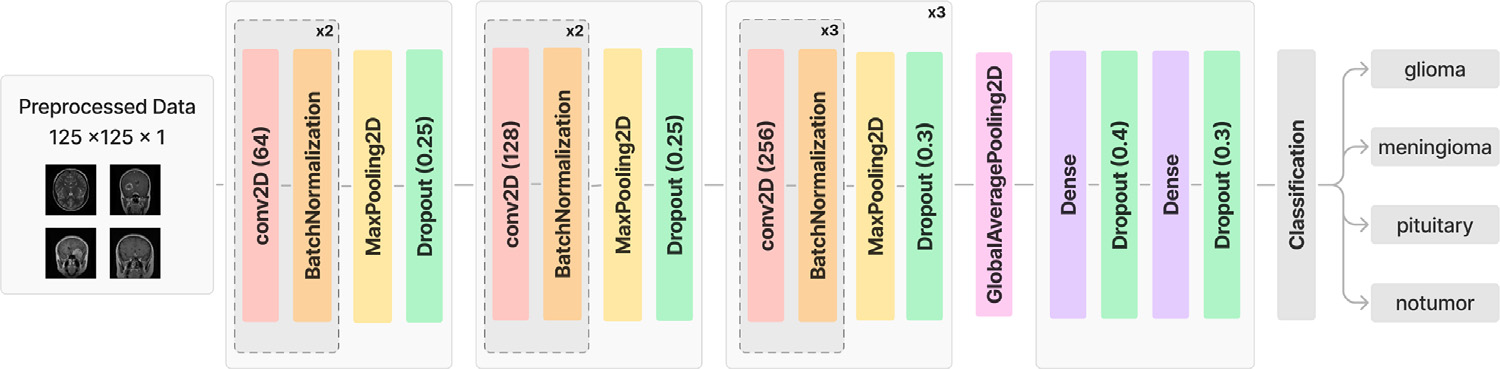 Preprocessed Data
125 ×125 × 1
x2
conv2D (64)
BatchNormalization
MaxPooling2D
Dropout (0.25)
x2
conv2D (128)
BatchNormalization
MaxPooling2D
Dropout (0.25)
x3
x3
conv2D (256)
BatchNormalization
MaxPooling2D
Dropout (0.3)
GlobalAveragePooling2D
Dense
Dropout (0.4)
Dense
Dropout (0.3)
Classification
glioma
meningioma
pituitary
notumor